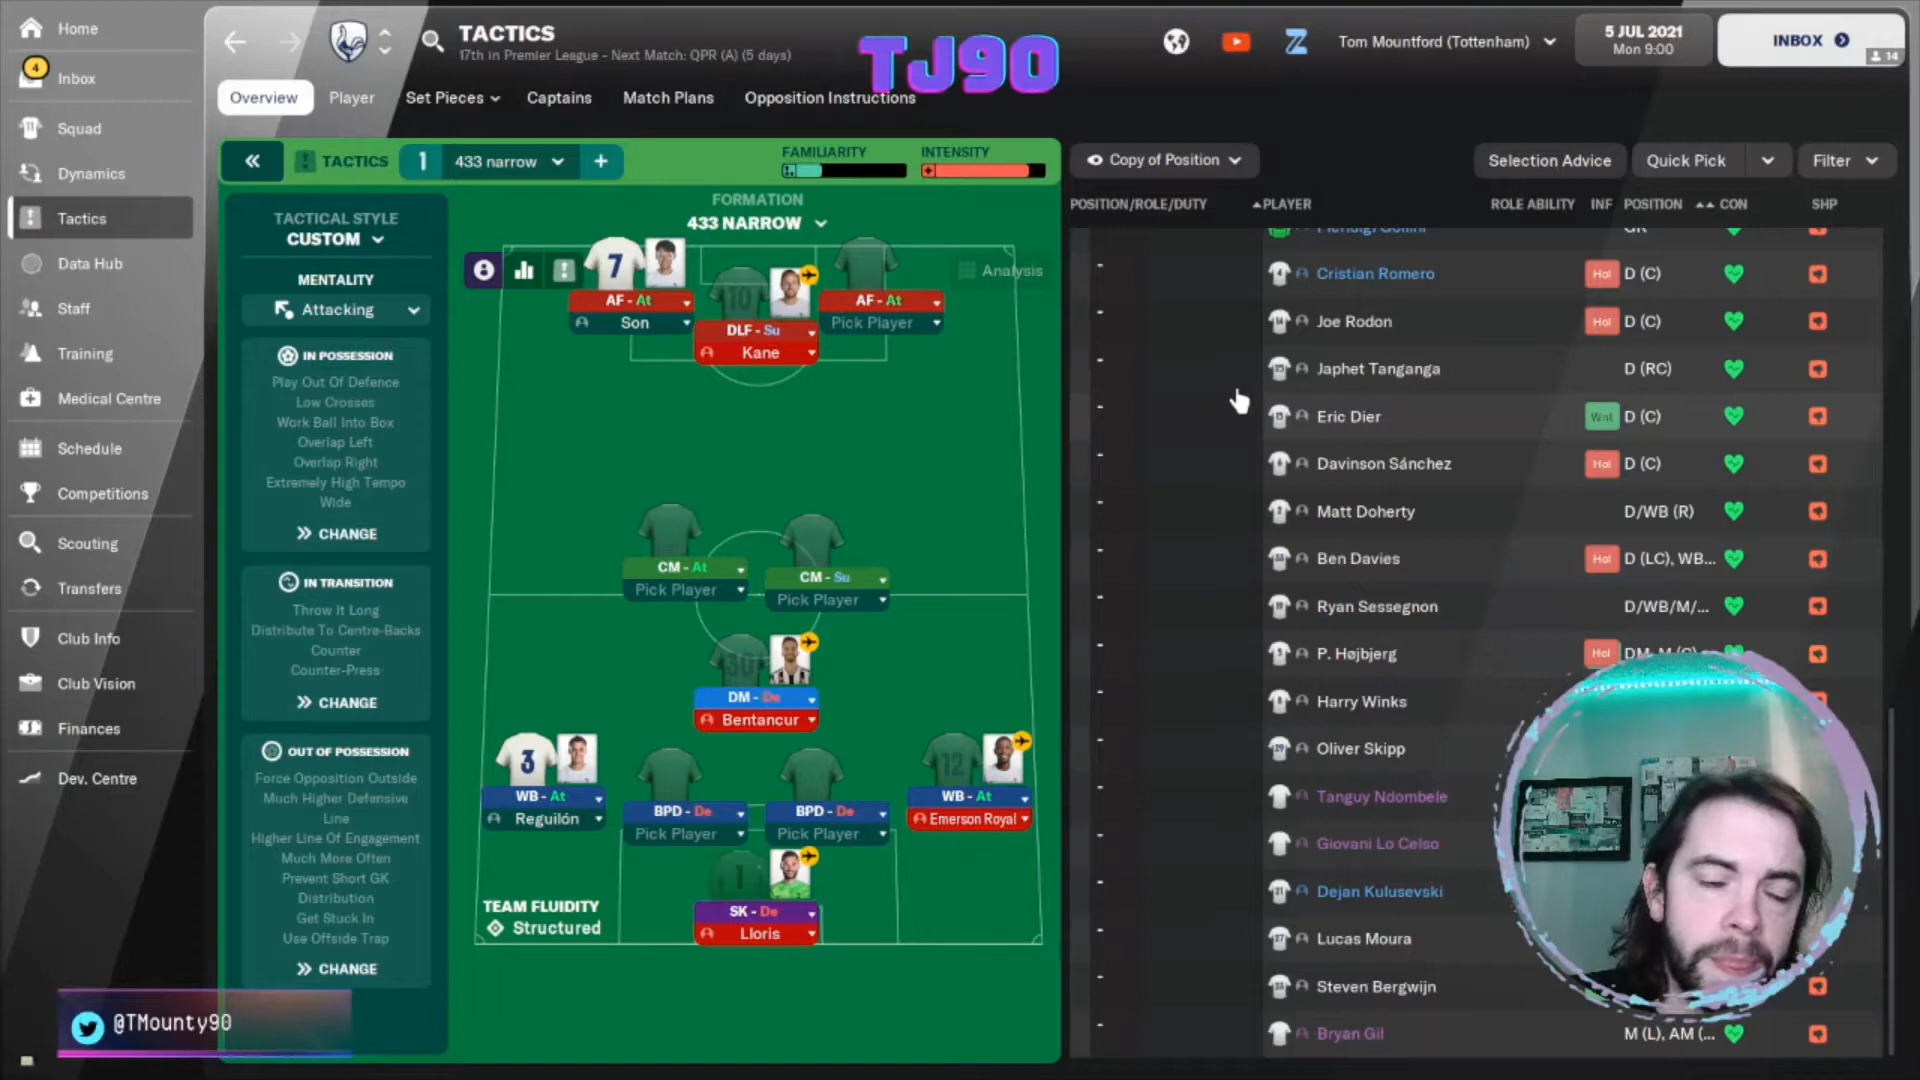 Home
4
Inbox
Squad
Dynamics
Tactics
Data Hub
Staff
Training
Medical Centre
Schedule
Competitions
Scouting
Transfers
Club Info
Club Vision
Finances
Dev. Centre
TACTICS
17th in Premier League - Next Match: QPR (A) (5 days)
TJ90
Tom Mountford (Tottenham)
5 JUL 2021
Mon 9:00
INBOX
14
Overview
Player
Set Pieces
Captains
Match Plans
Opposition Instructions
TACTICS
1
433 narrow
FAMILIARITY
INTENSITY
TACTICAL STYLE
CUSTOM
MENTALITY
Attacking
IN POSSESSION
Play Out Of Defence
Low Crosses
Work Ball Into Box
Overlap Left
Overlap Right
Extremely High Tempo
Wide
CHANGE
IN TRANSITION
Throw It Long
Distribute To Centre-Backs
Counter
Counter-Press
CHANGE
OUT OF POSSESSION
Force Opposition Outside
Much Higher Defensive
Line
Higher Line Of Engagement
Much More Often
Prevent Short GK
Distribution
Get Stuck In
Use Offside Trap
CHANGE
FORMATION
433 NARROW
Analysis
7
AF - At
Son
10
DLF - Su
Kane
AF - At
Pick Player
CM - At
Pick Player
CM - Su
Pick Player
30
DM - De
Bentancur
3
WB - At
Reguilón
BPD - De
Pick Player
BPD - De
Pick Player
12
WB - At
Emerson Royal
1
SK - De
Lloris
TEAM FLUIDITY
Structured
@TMounty90
Copy of Position
Selection Advice
Quick Pick
Filter
POSITION/ROLE/DUTY
PLAYER
ROLE ABILITY
INF
POSITION
CON
SHP
Pierluigi Gollini
GK
Cristian Romero Hol D (C)
Joe Rodon Hol D (C)
Japhet Tanganga D (RC)
Eric Dier Wnt D (C)
Davinson Sánchez Hol D (C)
Matt Doherty D/WB (R)
Ben Davies Hol D (LC), WB...
Ryan Sessegnon D/WB/M/...
P. Højbjerg Hol DM, M (C)
Harry Winks
Oliver Skipp
Tanguy Ndombele
Giovani Lo Celso
Dejan Kulusevski
Lucas Moura
Steven Bergwijn
Bryan Gil M (L), AM (...